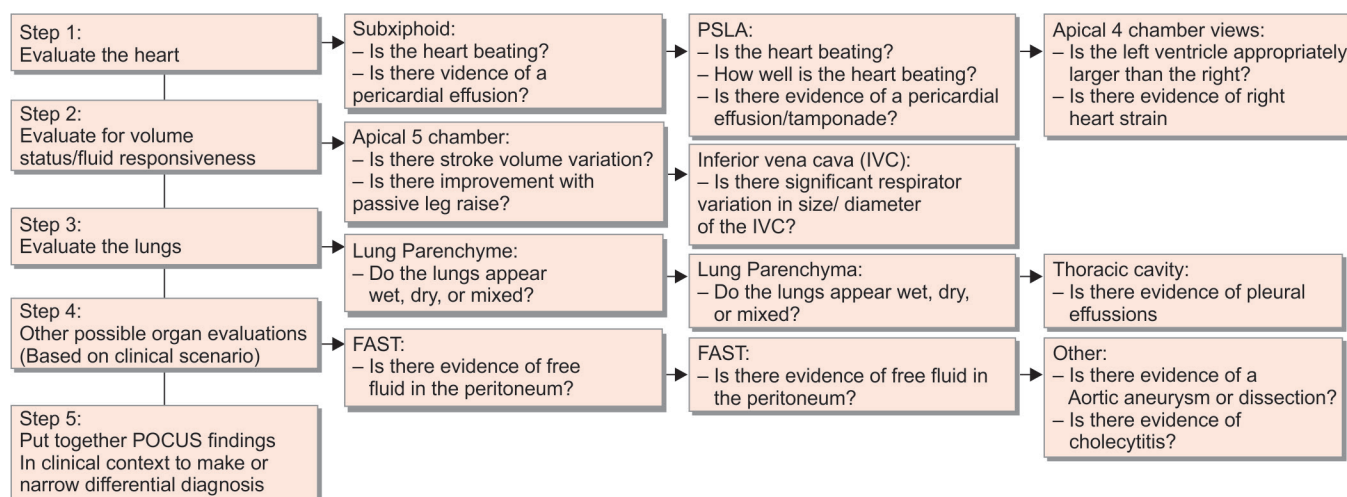 Step 1:
Evaluate the heart
Subxiphoid:
– Is the heart beating?
– Is there vidence of a
pericardial effusion?
PSLA:
– Is the heart beating?
– How well is the heart beating?
– Is there evidence of a pericardial
effusion/tamponade?
Apical 4 chamber views:
– Is the left ventricle appropriately
larger than the right?
– Is there evidence of right
heart strain
Step 2:
Evaluate for volume
status/fluid responsiveness
Apical 5 chamber:
– Is there stroke volume variation?
– Is there improvement with
passive leg raise?
Inferior vena cava (IVC):
– Is there significant respirator
variation in size/ diameter
of the IVC?
Step 3:
Evaluate the lungs
Lung Parenchyme:
– Do the lungs appear
wet, dry, or mixed?
Lung Parenchyma:
– Do the lungs appear wet, dry,
or mixed?
Thoracic cavity:
– Is there evidence of pleural
effussions
Step 4:
Other possible organ evaluations
(Based on clinical scenario)
FAST:
– Is there evidence of free
fluid in the peritoneum?
FAST:
– Is there evidence of free fluid in
the peritoneum?
Other:
– Is there evidence of a
Aortic aneurysm or dissection?
– Is there evidence of
cholecytitis?
Step 5:
Put together POCUS findings
In clinical context to make or
narrow differential diagnosis